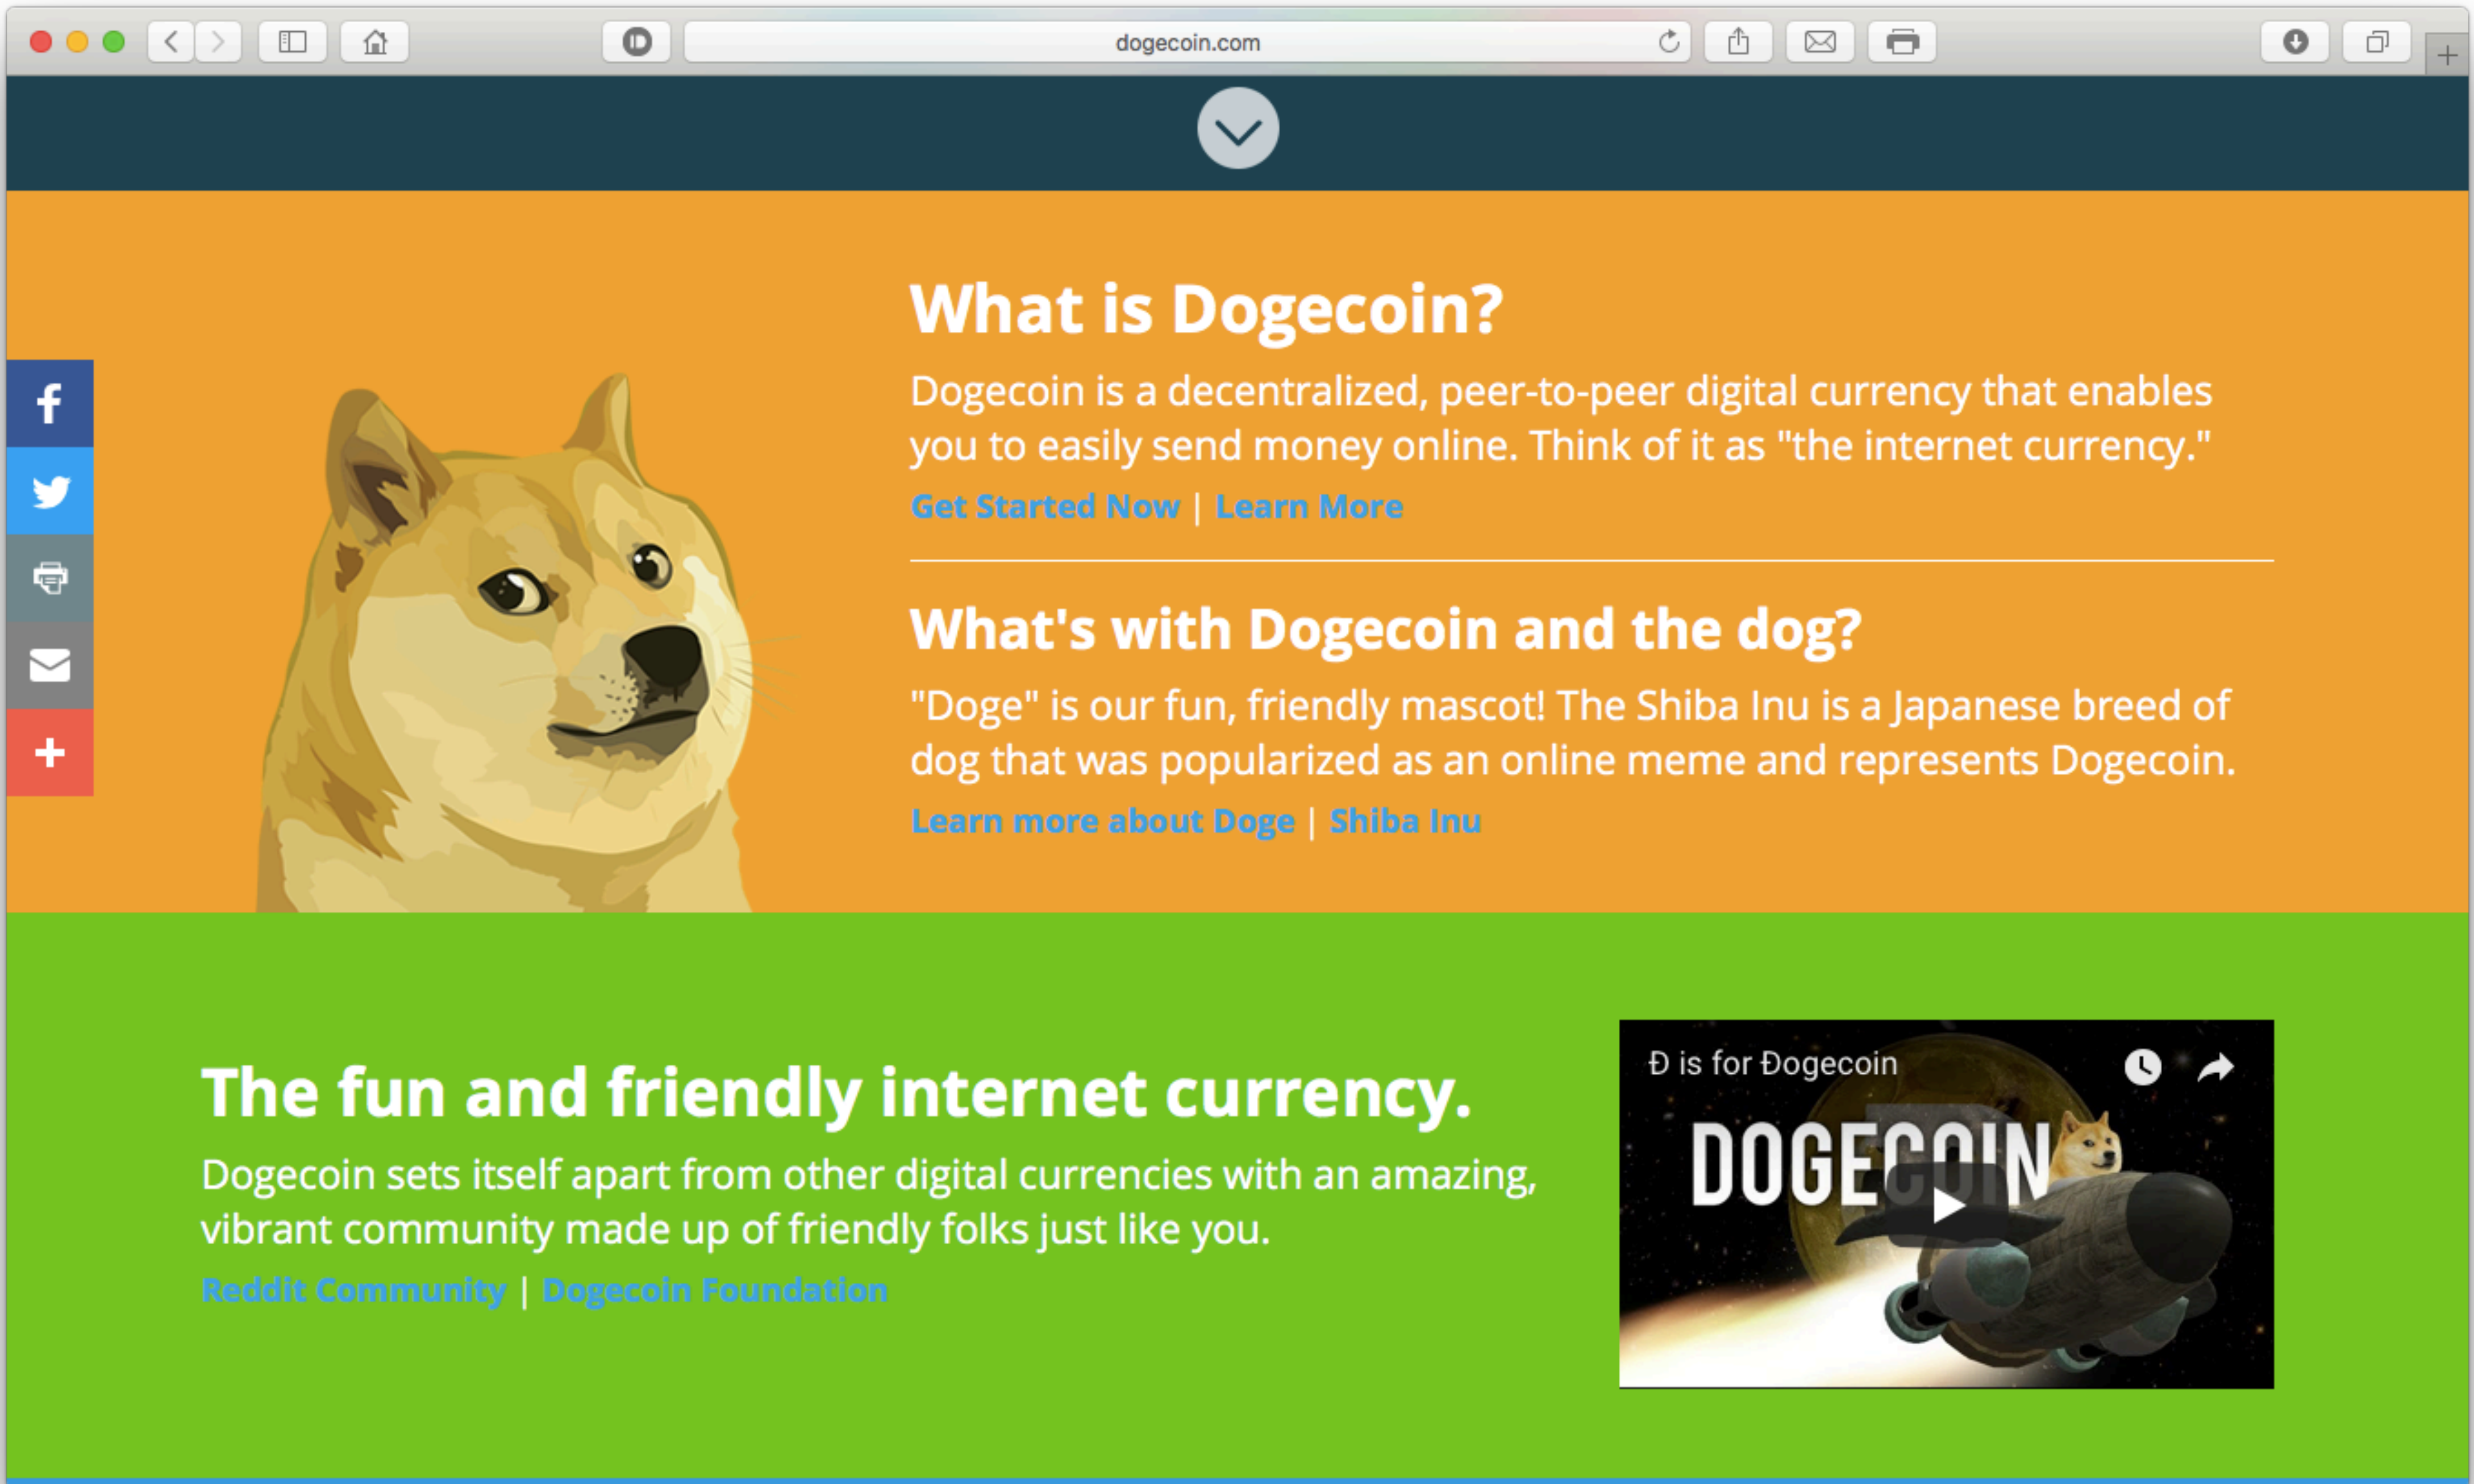 dogecoin.com
What is Dogecoin?
Dogecoin is a decentralized, peer-to-peer digital currency that enables
you to easily send money online. Think of it as "the internet currency."
Get Started Now | Learn More
What's with Dogecoin and the dog?
"Doge" is our fun, friendly mascot! The Shiba Inu is a Japanese breed of
dog that was popularized as an online meme and represents Dogecoin.
Learn more about Doge | Shiba Inu
The fun and friendly internet currency.
Dogecoin sets itself apart from other digital currencies with an amazing,
vibrant community made up of friendly folks just like you.
Reddit Community | Dogecoin Foundation
Ð is for Ðogecoin
DOGECOIN